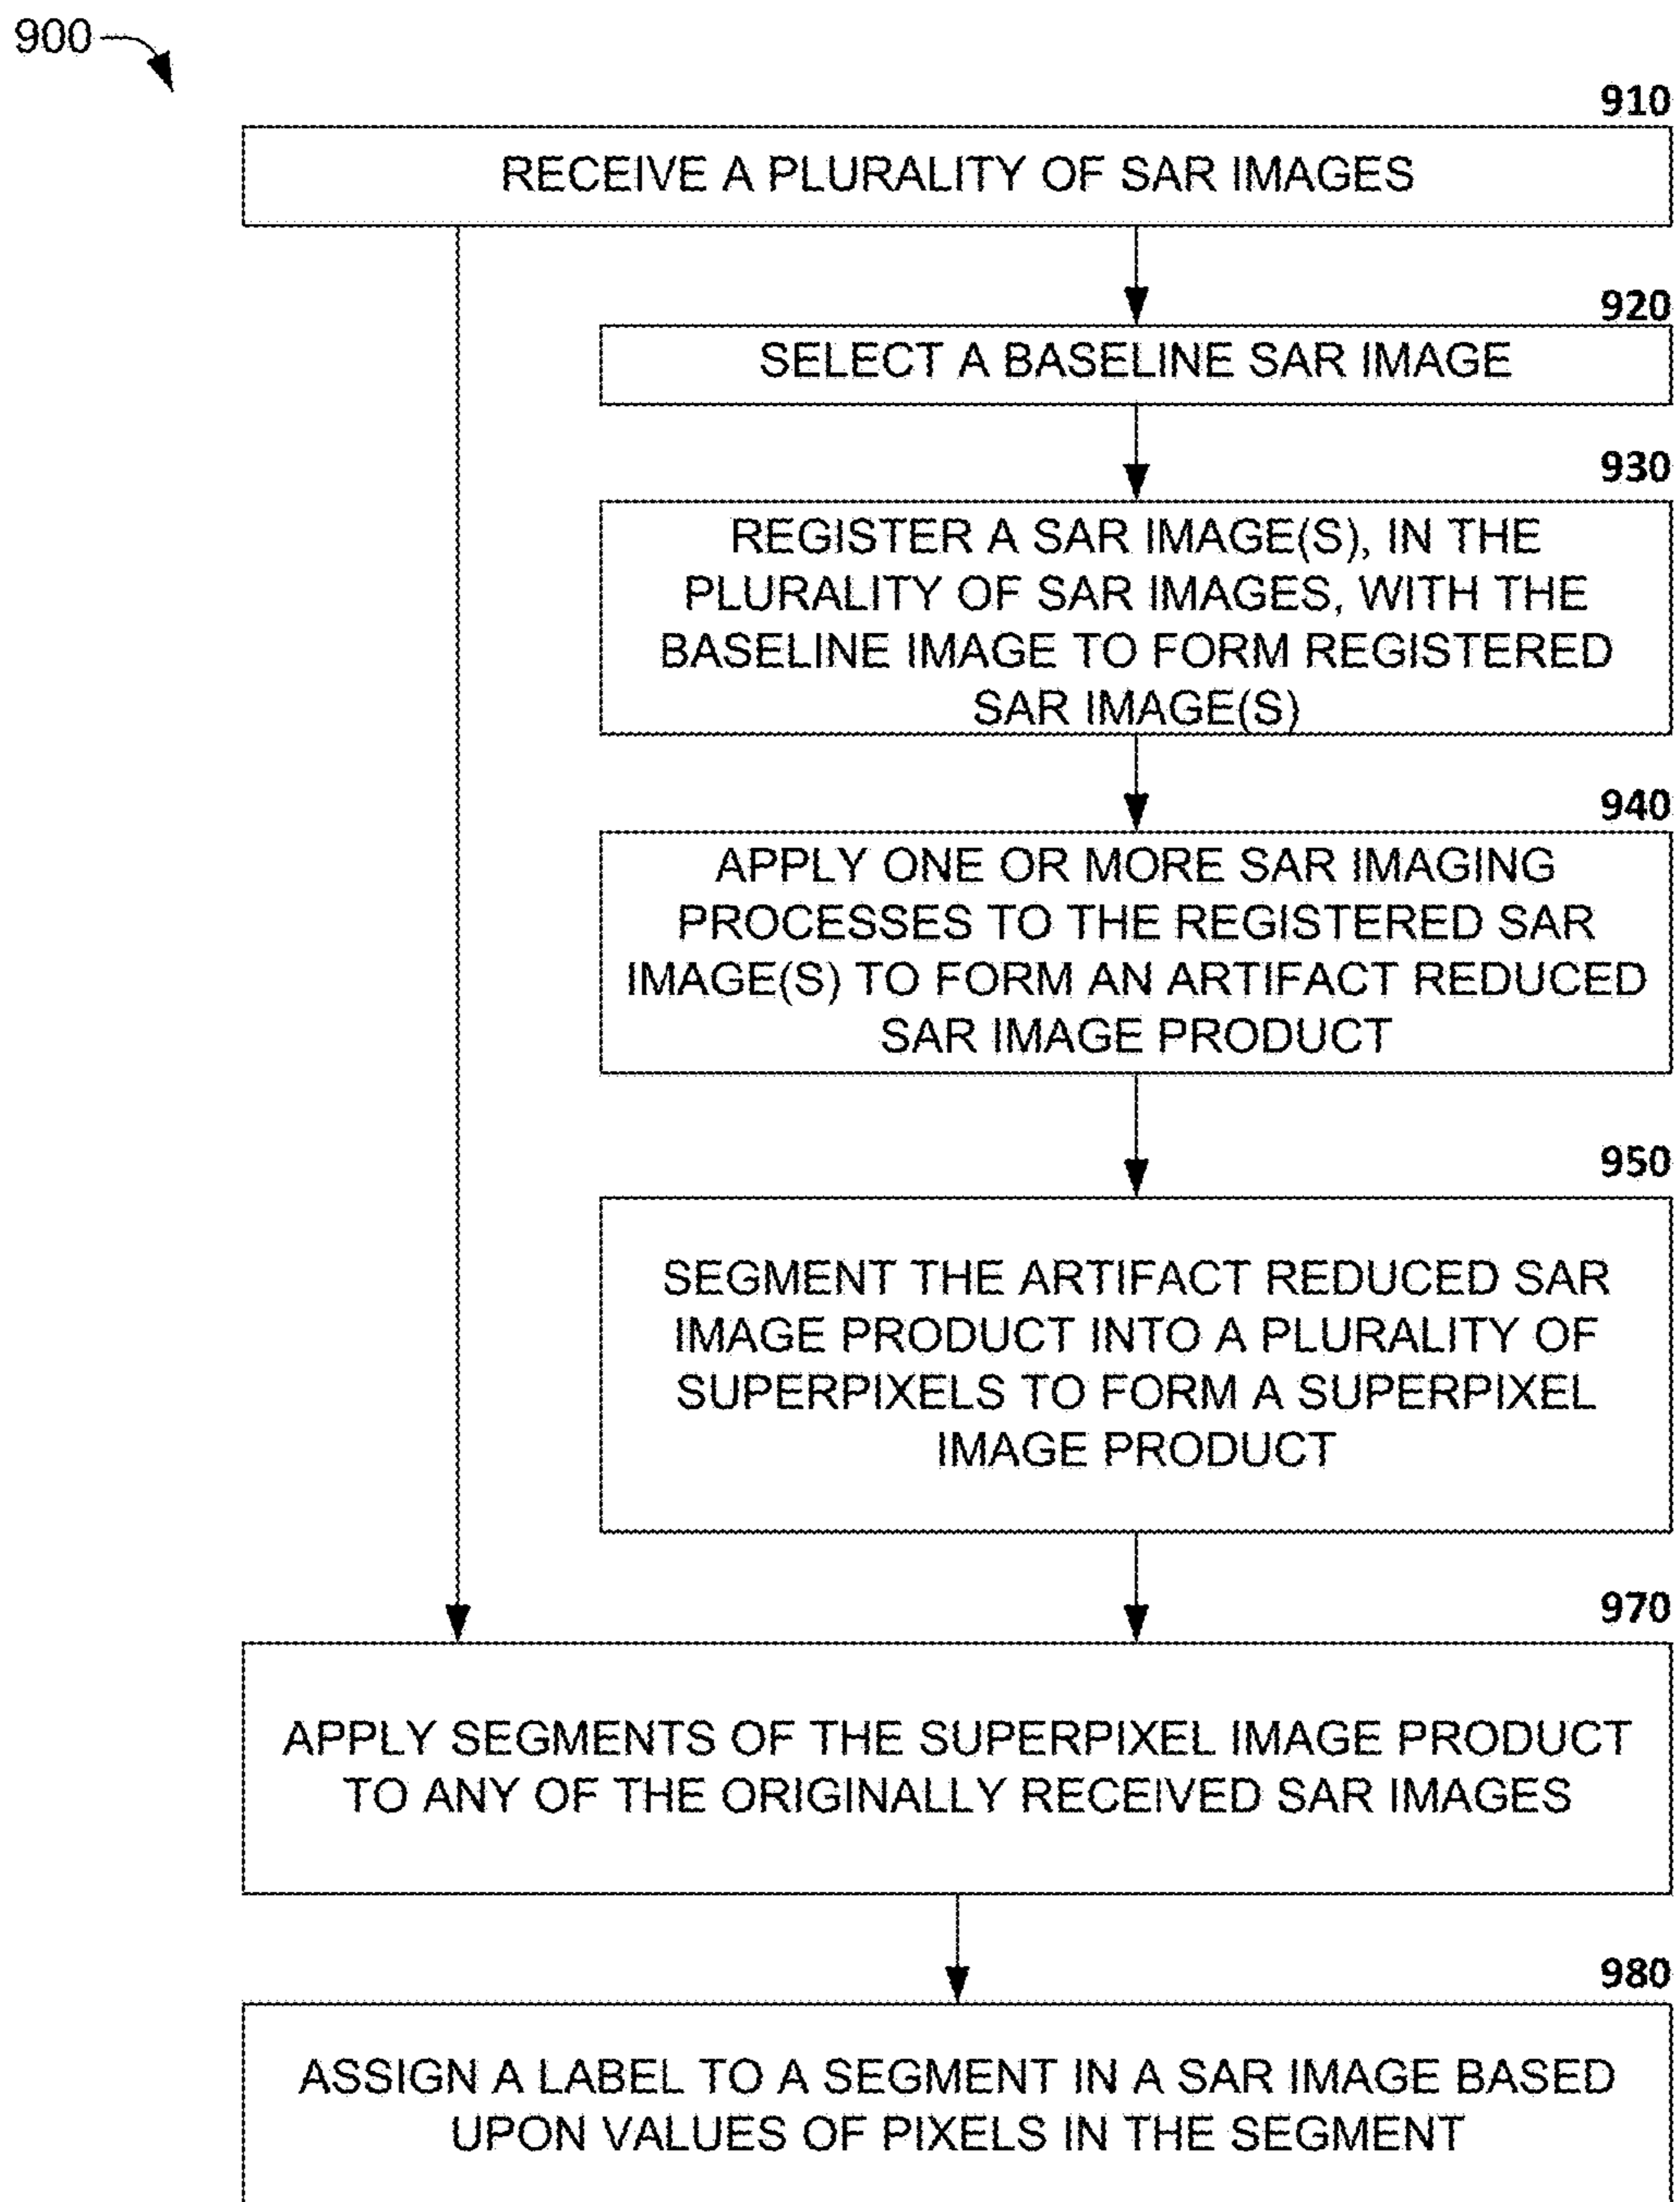 900
910
RECEIVE A PLURALITY OF SAR IMAGES
920
SELECT A BASELINE SAR IMAGE
930
REGISTER A SAR IMAGE(S), IN THE
PLURALITY OF SAR IMAGES, WITH THE
BASELINE IMAGE TO FORM REGISTERED
SAR IMAGE(S)
940
APPLY ONE OR MORE SAR IMAGING
PROCESSES TO THE REGISTERED SAR
IMAGE(S) TO FORM AN ARTIFACT REDUCED
SAR IMAGE PRODUCT
950
SEGMENT THE ARTIFACT REDUCED SAR
IMAGE PRODUCT INTO A PLURALITY OF
SUPERPIXELS TO FORM A SUPERPIXEL
IMAGE PRODUCT
970
APPLY SEGMENTS OF THE SUPERPIXEL IMAGE PRODUCT
TO ANY OF THE ORIGINALLY RECEIVED SAR IMAGES
980
ASSIGN A LABEL TO A SEGMENT IN A SAR IMAGE BASED
UPON VALUES OF PIXELS IN THE SEGMENT